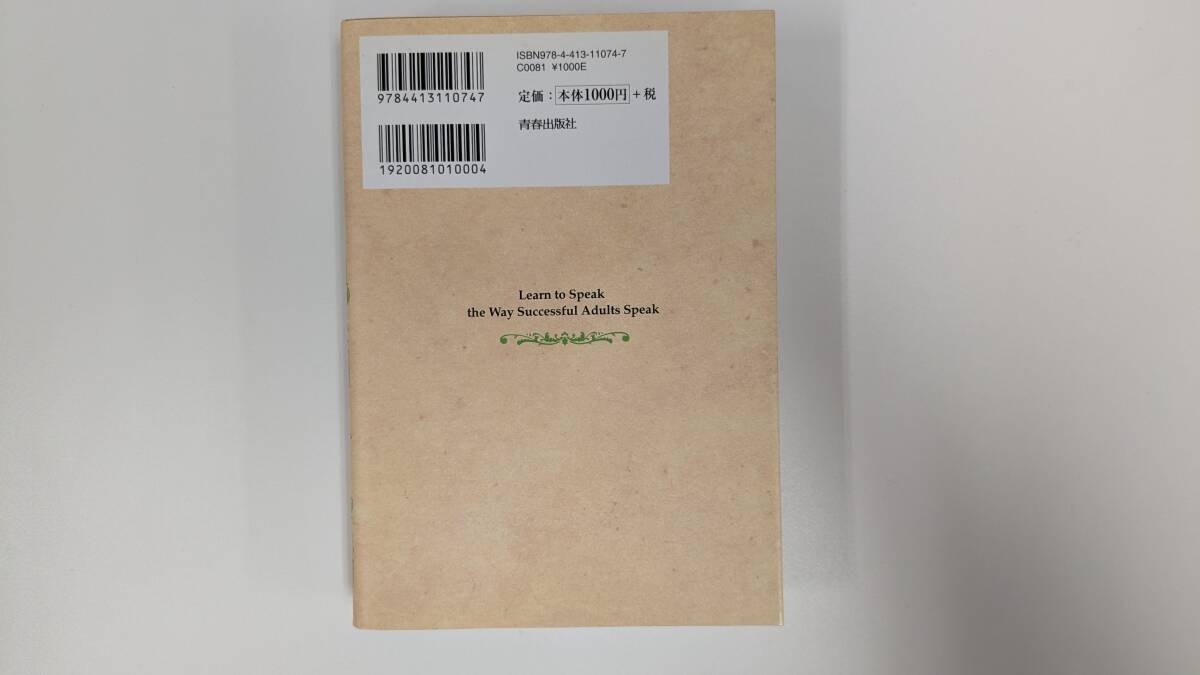 ISBN978-4-413-11074-7
C0081 ¥1000E
9784413110747
定価:本体1000円+税
青春出版社
1920081010004
Learn to Speak
the Way Successful Adults Speak